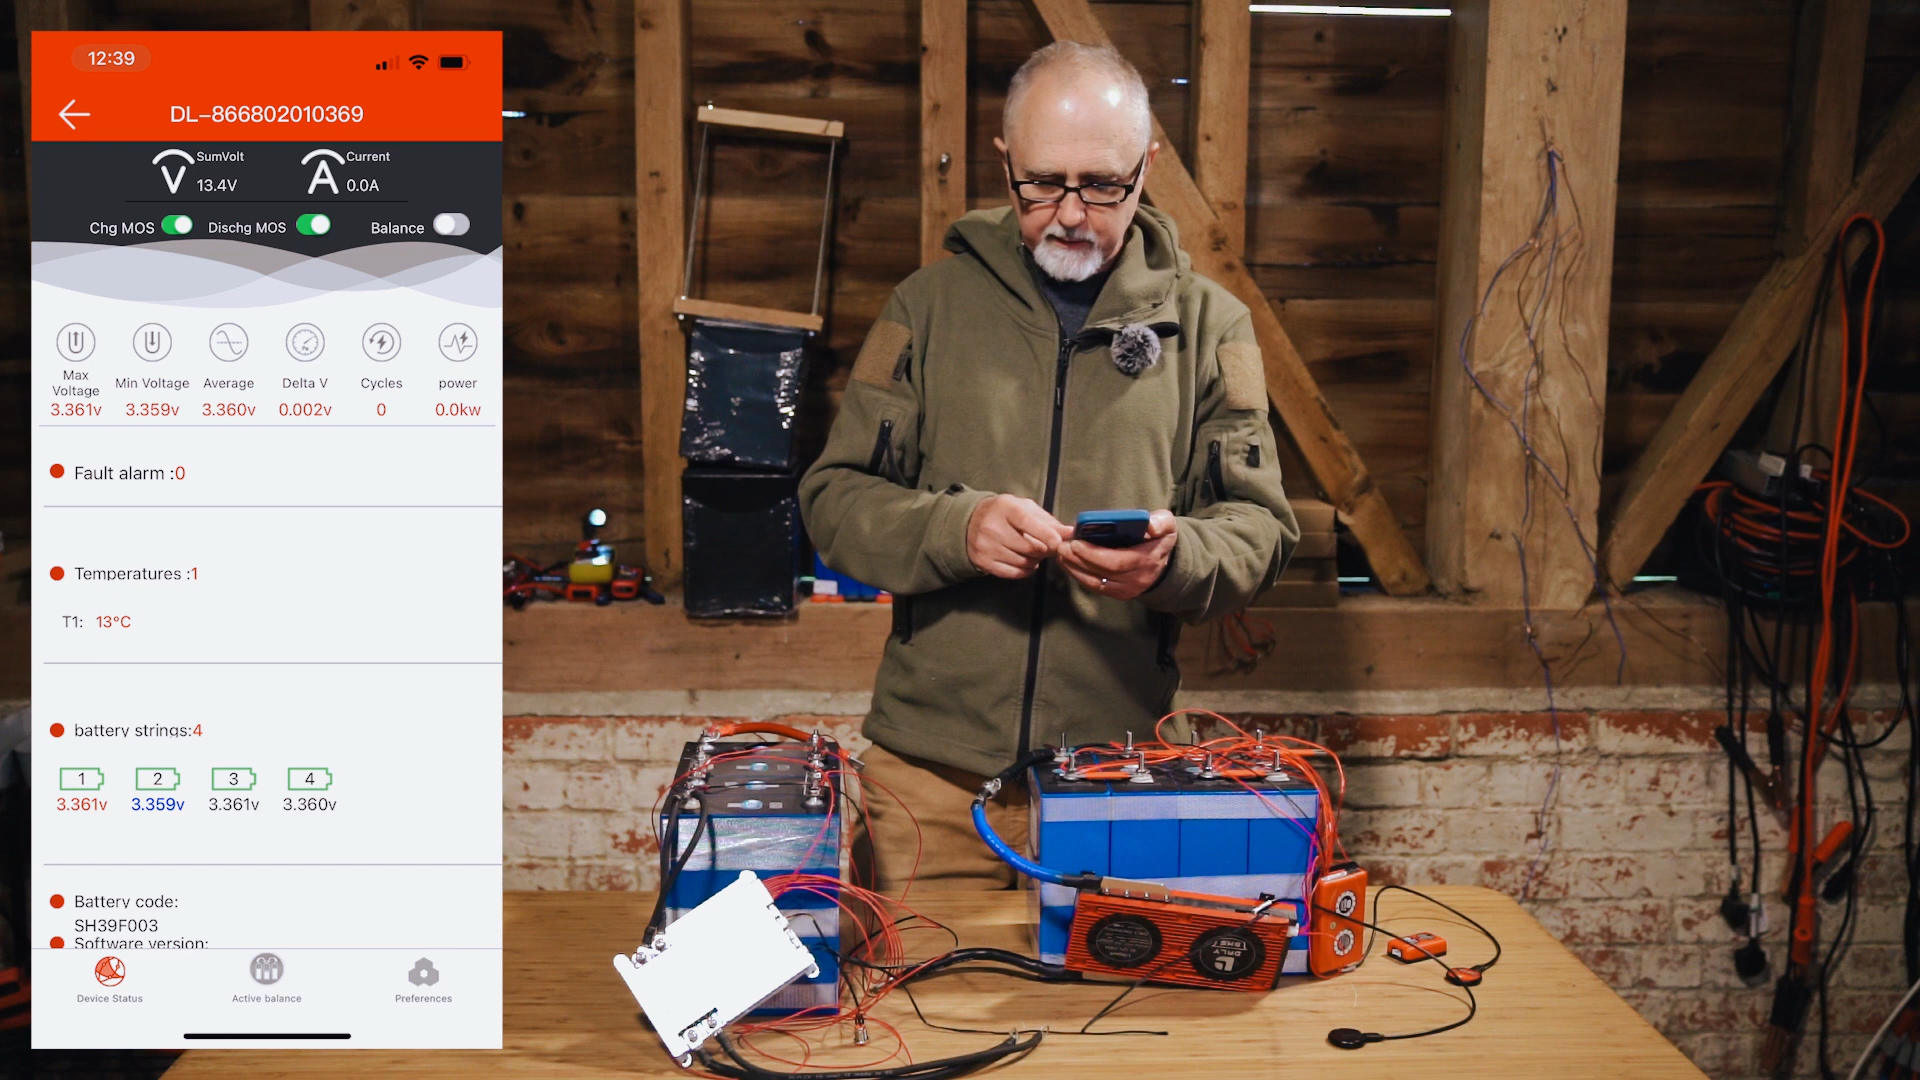 12:39
DL-866802010369
SumVolt
13.4V
Current
0.0A
Chg MOS
Dischg MOS
Balance
Max Voltage
Min Voltage
Average
Delta V
Cycles
power
3.361v
3.359v
3.360v
0.002v
0
0.0kw
Fault alarm :0
Temperatures :1
T1: 13°C
battery strings:4
1
2
3
4
3.361v
3.359v
3.361v
3.360v
Battery code:
SH39F003
Software version:
Device Status
Active balance
Preferences
DALY
BMS